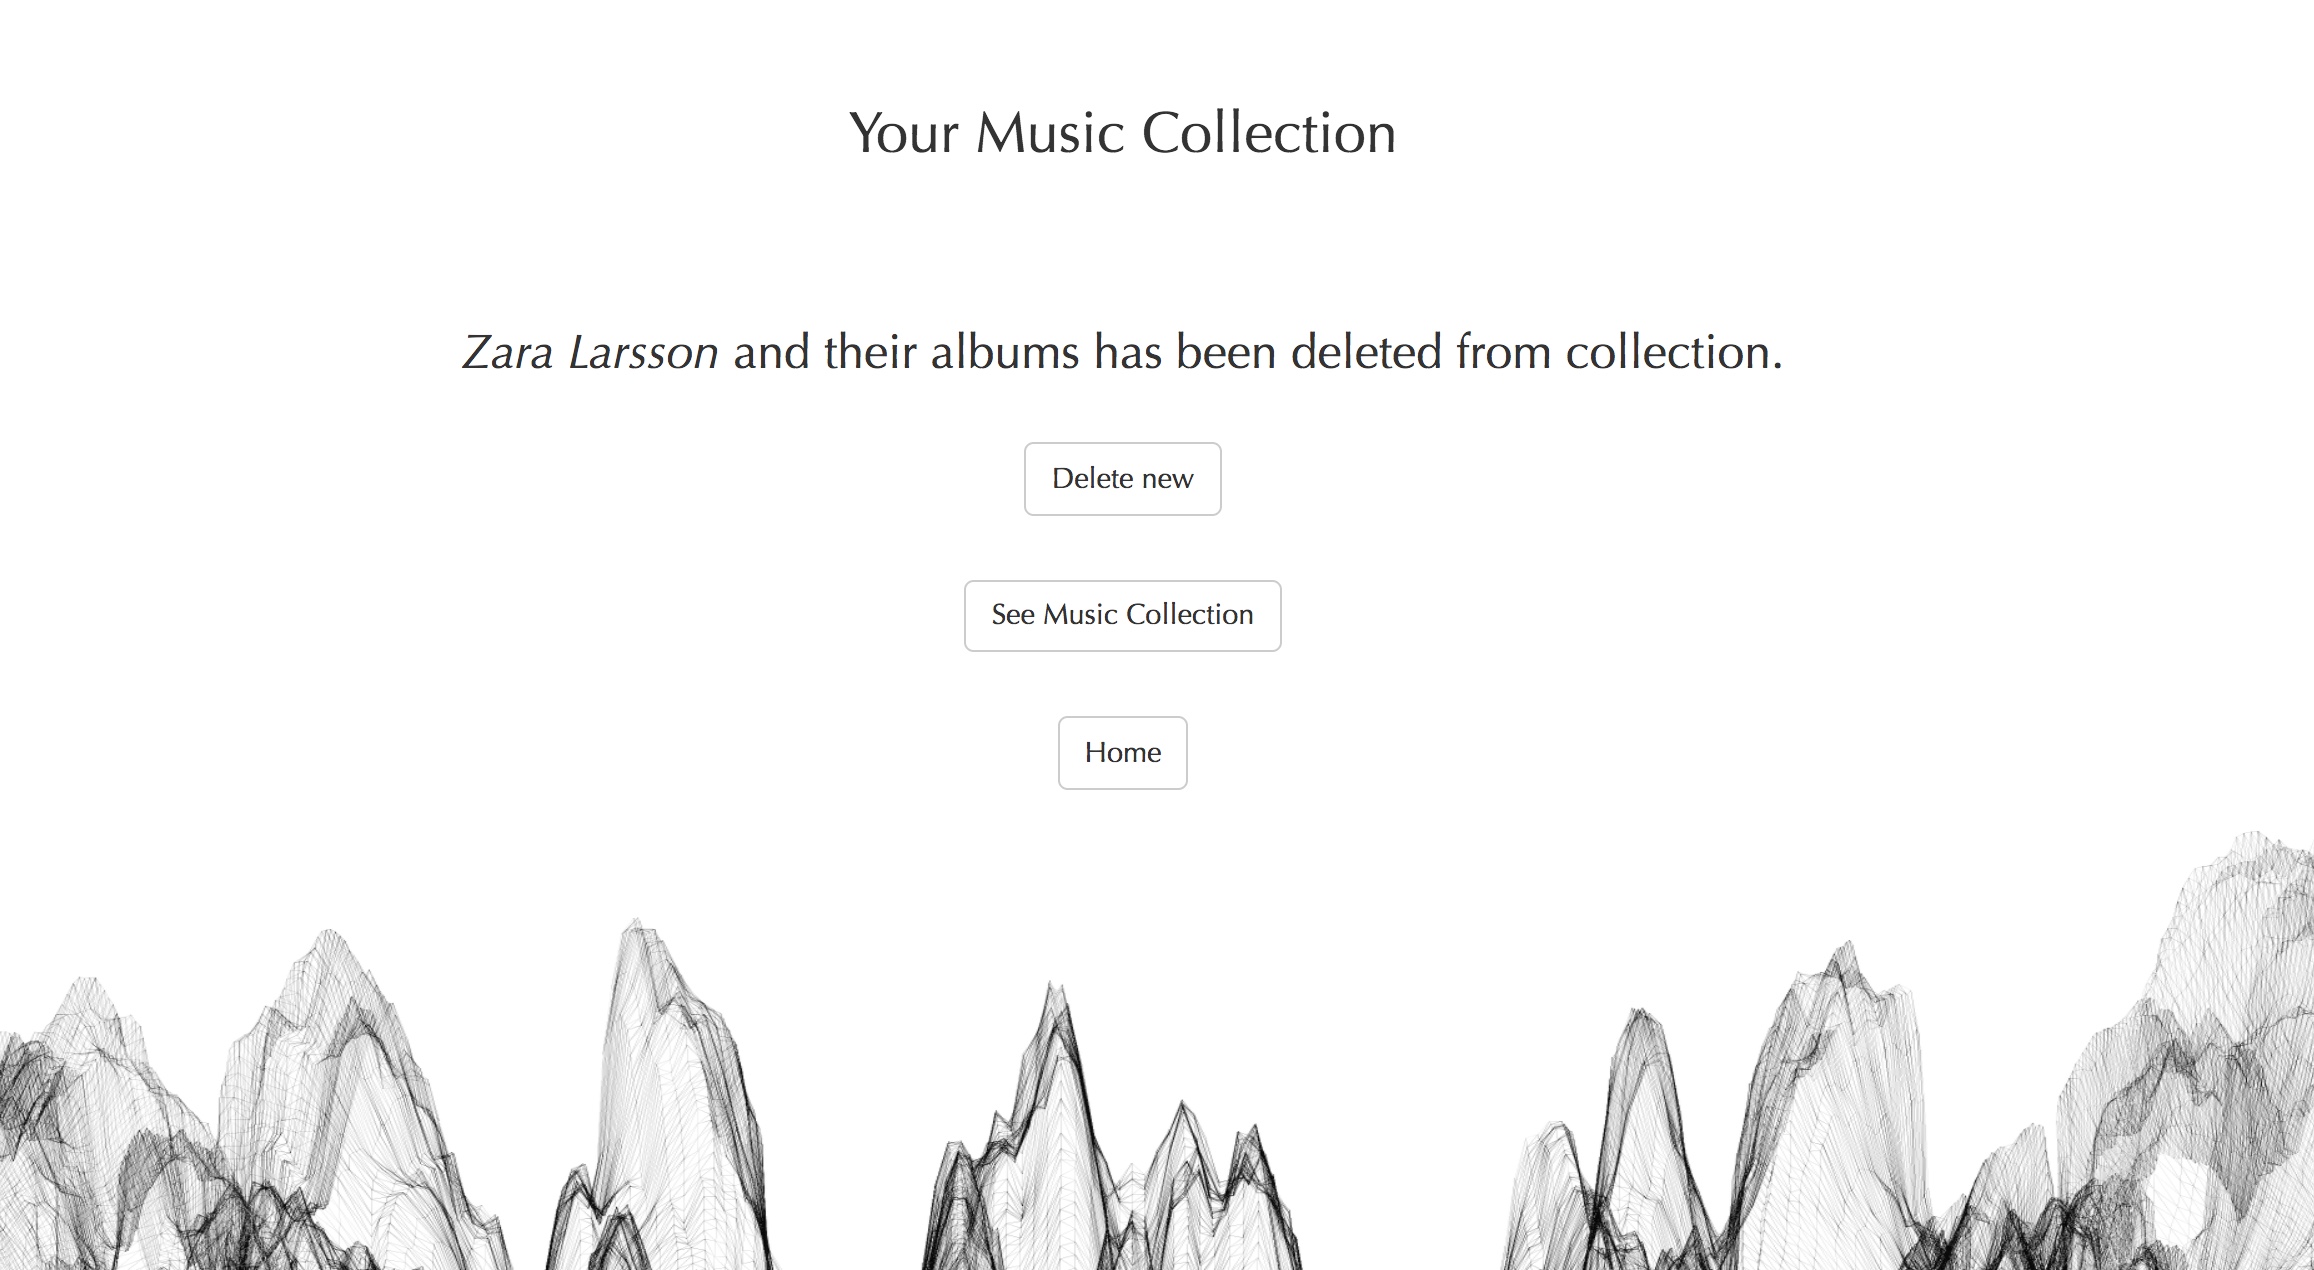 Your Music Collection
Zara Larsson and their albums has been deleted from collection.
Delete new
See Music Collection
Home